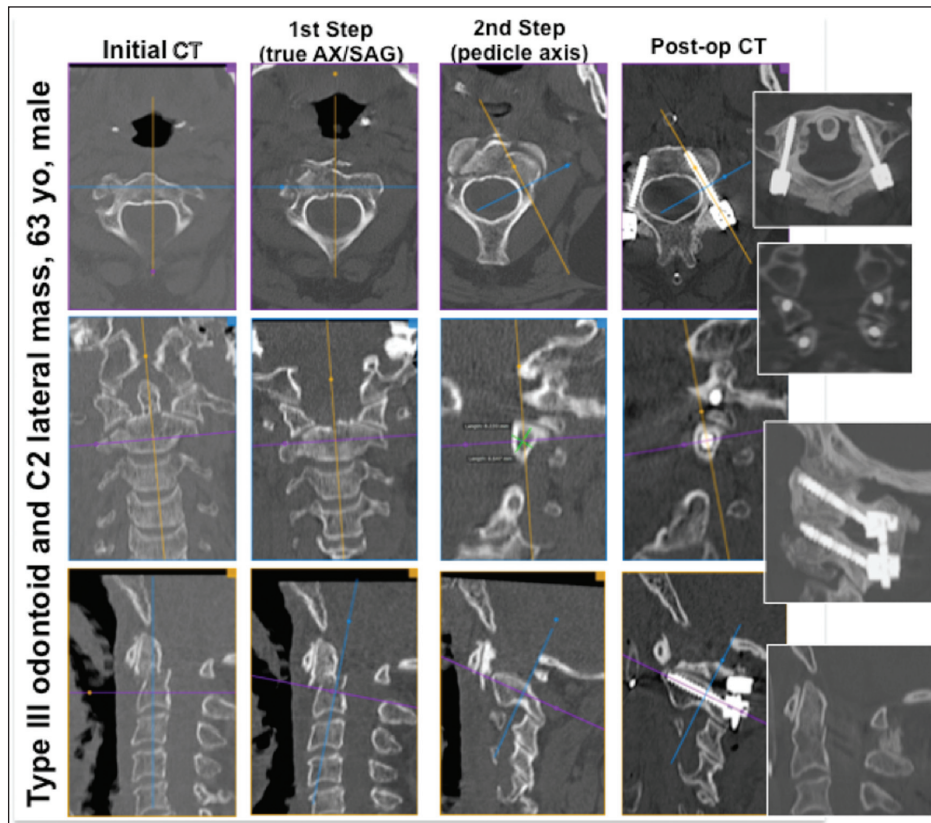 Type III odontoid and C2 lateral mass, 63 yo, male
Initial CT
1st Step
(true AX/SAG)
2nd Step
(pedicle axis)
Post-op CT